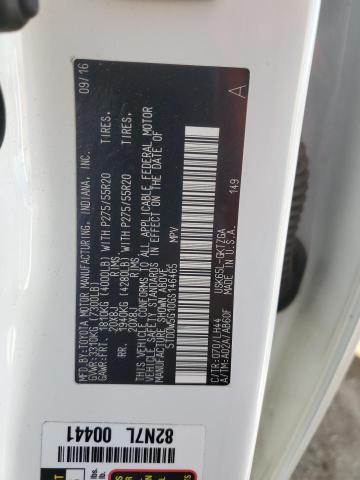 MFD. BY: TOYOTA MOTOR MANUFACTURING, INDIANA, INC. 09/16
GVWR:3310KG(7300LB)
GAWR:FRT. 1810KG(4000LB)WITH P275/55R20 TIRES,
20X8J RIMS,
RR. 1940KG(4280LB)WITH P275/55R20 TIRES,
20X8J RIMS,
THIS VEHICLE CONFORMS TO ALL APPLICABLE FEDERAL MOTOR
VEHICLE SAFETY STANDARDS IN EFFECT ON THE DATE OF
MANUFACTURE SHOWN ABOVE.
MPV
C/TR:070/LH44 USK65L-GKTZGA A
A/TM:A02A/AB60F MADE IN U.S.A.
149
82N7L 00441
lbs.